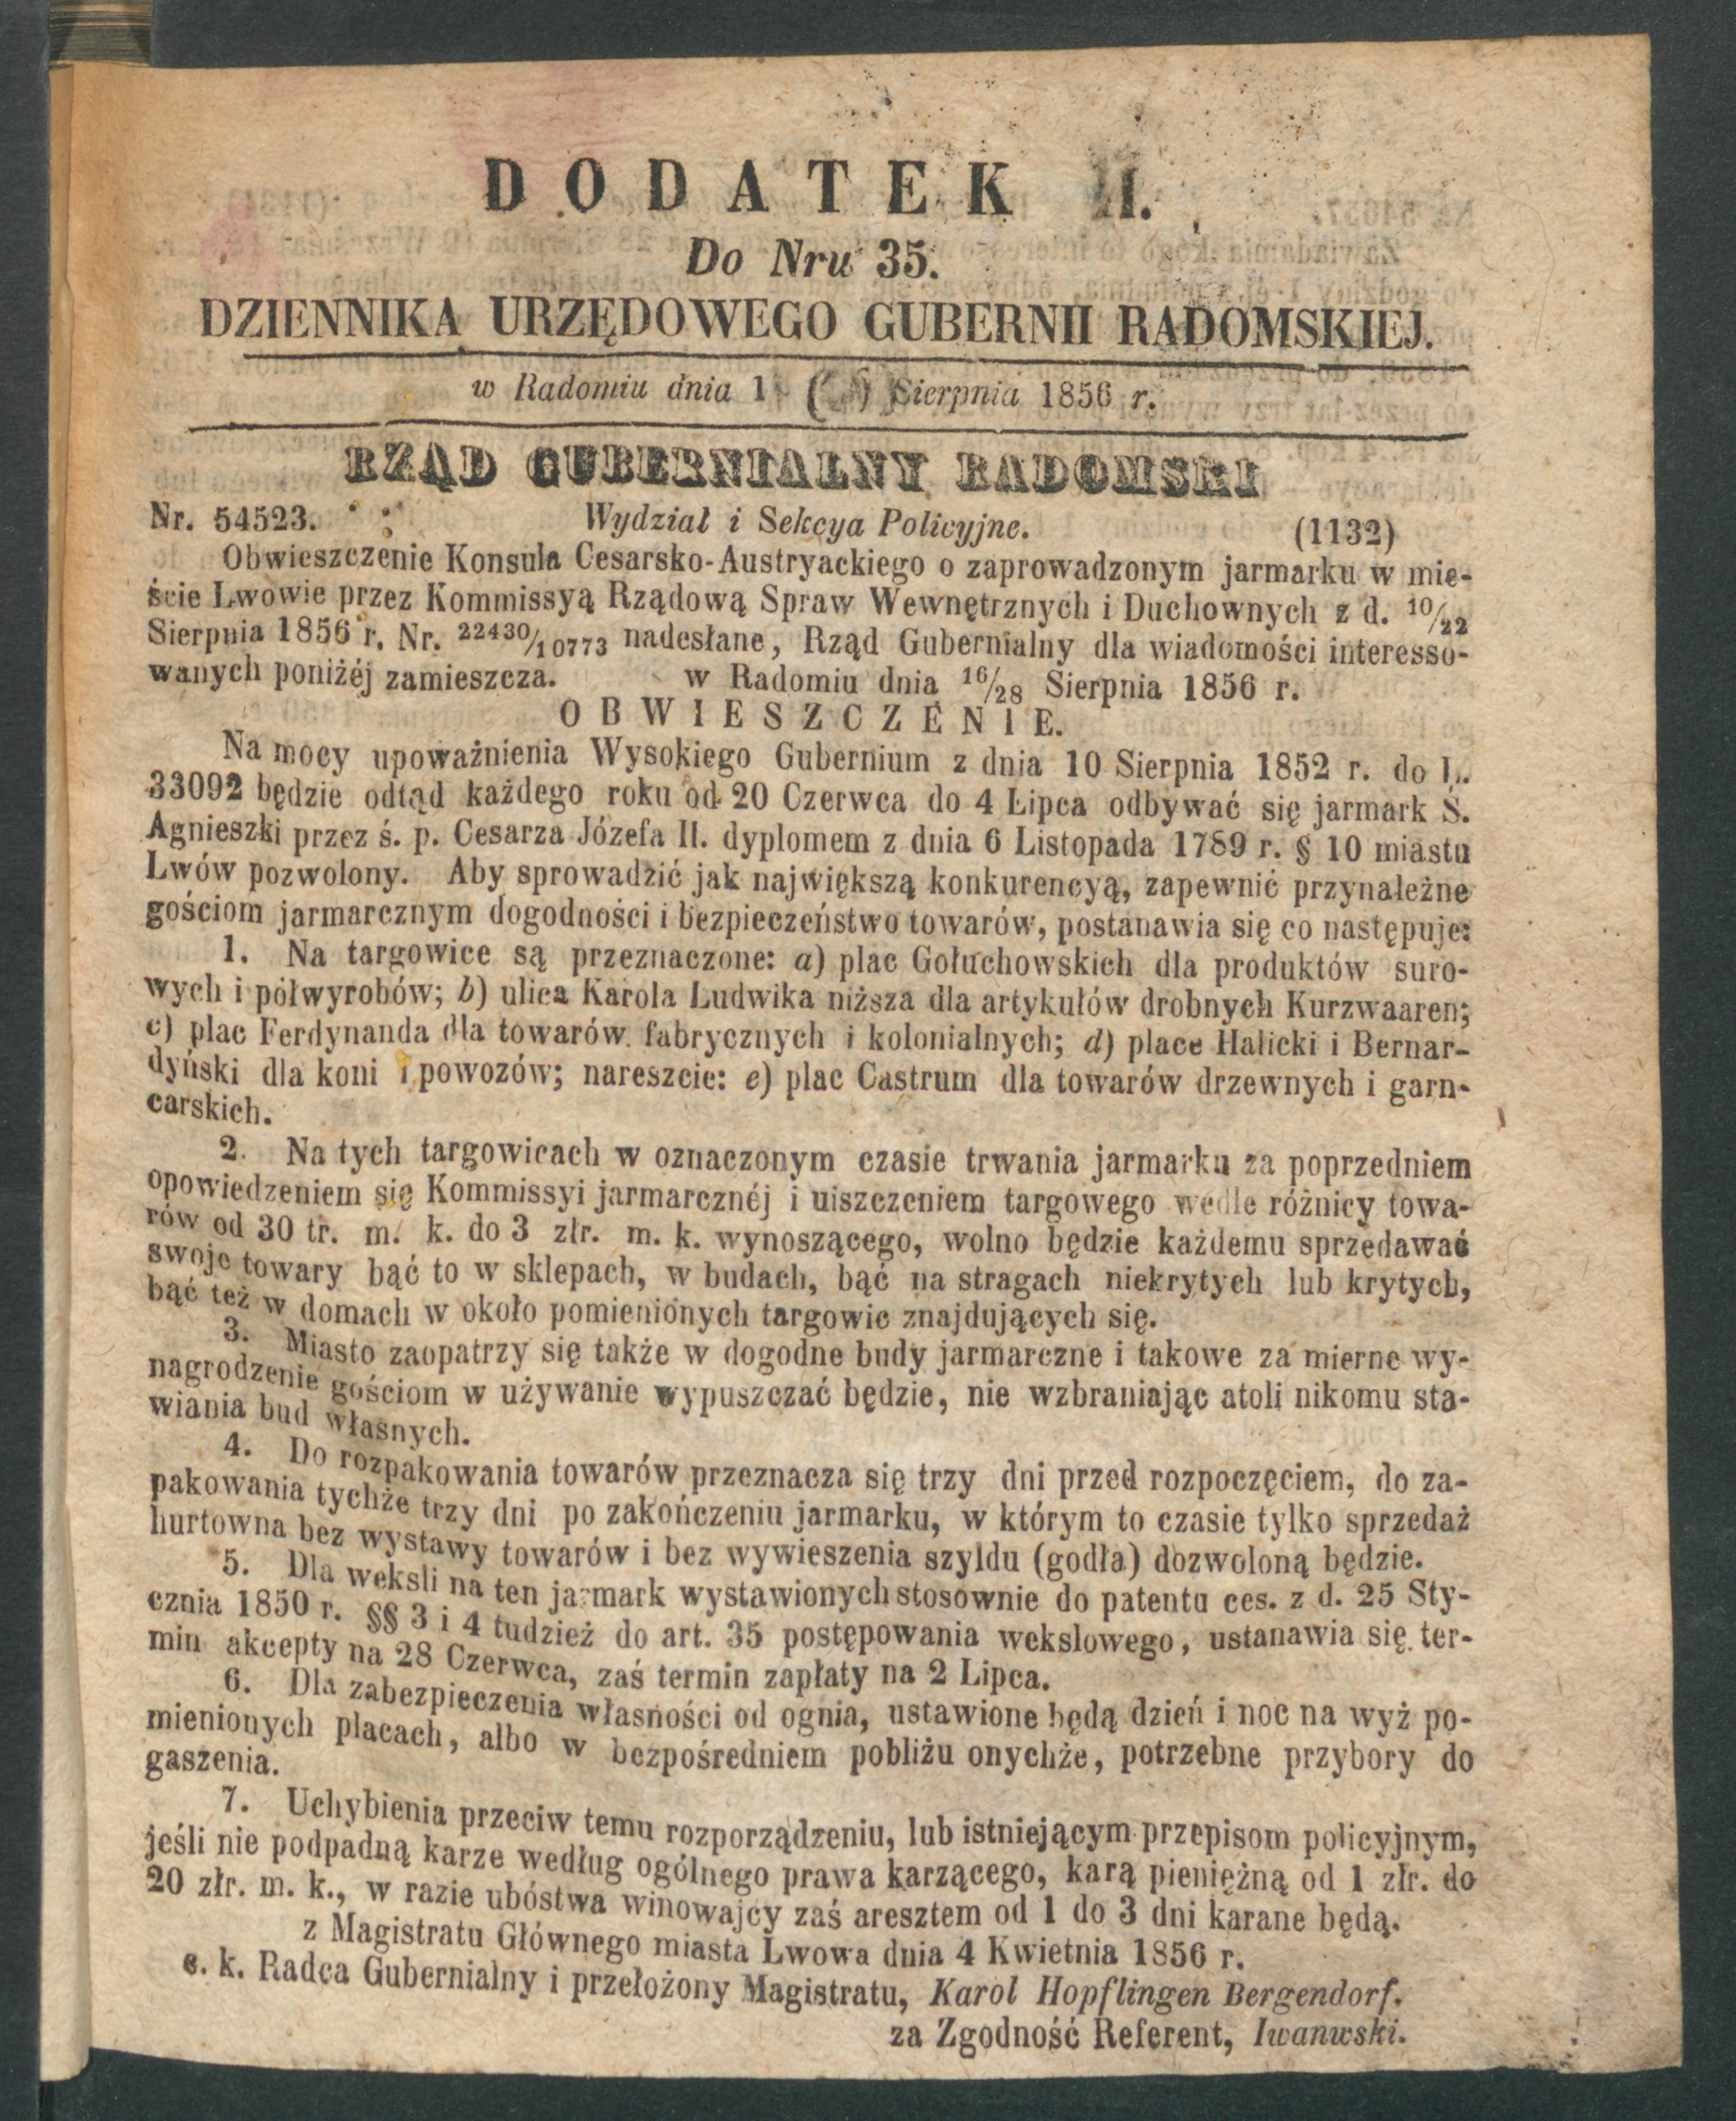 DODATEK II.
Do Nru 35.
DZIENNIKA URZĘDOWEGO GUBERNII RADOMSKIEJ.
w Radomiu dnia 1 ( ) Sierpnia 1856 r.
RZĄD GUBERNIALNY RADOMSKI
Nr. 54523. Wydział i Sekcya Policyjne. (1132)
Obwieszczenie Konsula Cesarsko-Austryackiego o zaprowadzonym jarmarku w mie-
ście Lwowie przez Kommissyą Rządową Spraw Wewnętrznych i Duchownych z d. 10/22
Sierpnia 1856 r. Nr. 22430/10773 nadesłane, Rząd Gubernialny dla wiadomości interesso-
wanych poniżéj zamieszcza. w Radomiu dnia 16/28 Sierpnia 1856 r.
OBWIESZCZENIE.
Na mocy upoważnienia Wysokiego Gubernium z dnia 10 Sierpnia 1852 r. do L.
33092 będzie odtąd każdego roku od 20 Czerwca do 4 Lipca odbywać się jarmark Ś.
Agnieszki przez ś. p. Cesarza Józefa II. dyplomem z dnia 6 Listopada 1789 r. § 10 miastu
Lwów pozwolony. Aby sprowadzić jak największą konkurencyą, zapewnić przynależne
gościom jarmarcznym dogodności i bezpieczeństwo towarów, postanawia się co następuje:
1. Na targowice są przeznaczone: a) plac Gołuchowskich dla produktów suro-
wych i półwyrobów; b) ulica Karola Ludwika niższa dla artykułów drobnych Kurzwaaren;
c) plac Ferdynanda dla towarów fabrycznych i kolonialnych; d) place Halicki i Bernar-
dyński dla koni i powozów; nareszcie: e) plac Castrum dla towarów drzewnych i garn-
carskich.
2. Na tych targowicach w oznaczonym czasie trwania jarmarku za poprzedniem
opowiedzeniem się Kommissyi jarmarcznéj i uiszczeniem targowego wedle różnicy towa-
rów od 30 tr. m. k. do 3 złr. m. k. wynoszącego, wolno będzie każdemu sprzedawać
swoje towary bąć to w sklepach, w budach, bąć na stragach niekrytych lub krytych,
bąć też w domach w około pomienionych targowic znajdujących się.
3. Miasto zaopatrzy się także w dogodne budy jarmarczne i takowe za mierne wy-
nagrodzenie gościom w używanie wypuszczać będzie, nie wzbraniając atoli nikomu sta-
wiania bud własnych.
4. Do rozpakowania towarów przeznacza się trzy dni przed rozpoczęciem, do za-
pakowania tychże trzy dni po zakończeniu jarmarku, w którym to czasie tylko sprzedaż
hurtowna bez wystawy towarów i bez wywieszenia szyldu (godła) dozwoloną będzie.
5. Dla weksli na ten jarmark wystawionych stosownie do patentu ces. z d. 25 Sty-
cznia 1850 r. §§ 3 i 4 tudzież do art. 35 postępowania wekslowego, ustanawia się ter-
min akcepty na 28 Czerwca, zaś termin zapłaty na 2 Lipca.
6. Dla zabezpieczenia własności od ognia, ustawione będą dzień i noc na wyż po-
mienionych placach, albo w bezpośredniem pobliżu onychże, potrzebne przybory do
gaszenia.
7. Uchybienia przeciw temu rozporządzeniu, lub istniejącym przepisom policyjnym,
jeśli nie podpadną karze według ogólnego prawa karzącego, karą pieniężną od 1 złr. do
20 złr. m. k., w razie ubóstwa winowajcy zaś aresztem od 1 do 3 dni karane będą.
z Magistratu Głównego miasta Lwowa dnia 4 Kwietnia 1856 r.
c. k. Radca Gubernialny i przełożony Magistratu, Karol Hopflingen Bergendorf.
za Zgodność Referent, Iwanwski.